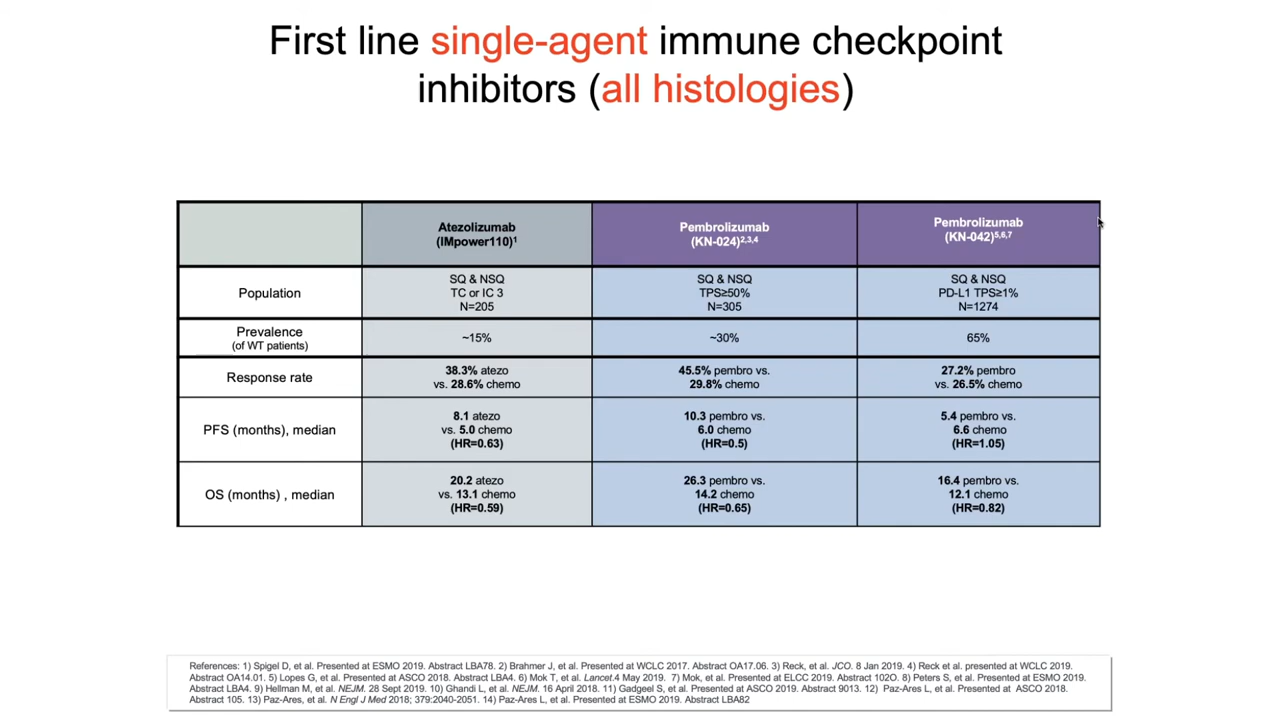 First line single-agent immune checkpoint
inhibitors (all histologies)
Atezolizumab
(IMpower110)1
Pembrolizumab
(KN-024)2,3,4
Pembrolizumab
(KN-042)5,6,7
Population
SQ & NSQ
TC or IC 3
N=205
SQ & NSQ
TPS≥50%
N=305
SQ & NSQ
PD-L1 TPS≥1%
N=1274
Prevalence
(of WT patients)
~15%
~30%
65%
Response rate
38.3% atezo
vs. 28.6% chemo
45.5% pembro vs.
29.8% chemo
27.2% pembro
vs. 26.5% chemo
PFS (months), median
8.1 atezo
vs. 5.0 chemo
(HR=0.63)
10.3 pembro vs.
6.0 chemo
(HR=0.5)
5.4 pembro vs.
6.6 chemo
(HR=1.05)
OS (months) , median
20.2 atezo
vs. 13.1 chemo
(HR=0.59)
26.3 pembro vs.
14.2 chemo
(HR=0.65)
16.4 pembro vs.
12.1 chemo
(HR=0.82)
References: 1) Spigel D, et al. Presented at ESMO 2019. Abstract LBA78. 2) Brahmer J, et al. Presented at WCLC 2017. Abstract OA17.06. 3) Reck, et al. JCO. 8 Jan 2019. 4) Reck et al. presented at WCLC 2019.
Abstract OA14.01. 5) Lopes G, et al. Presented at ASCO 2018. Abstract LBA4. 6) Mok T, et al. Lancet.4 May 2019. 7) Mok, et al. Presented at ELCC 2019. Abstract 102O. 8) Peters S, et al. Presented at ESMO 2019.
Abstract LBA4. 9) Hellman M, et al. NEJM. 28 Sept 2019. 10) Ghandi L, et al. NEJM. 16 April 2018. 11) Gadgeel S, et al. Presented at ASCO 2019. Abstract 9013. 12) Paz-Ares L, et al. Presented at ASCO 2018.
Abstract 105. 13) Paz-Ares, et al. N Engl J Med 2018; 379:2040-2051. 14) Paz-Ares L, et al. Presented at ESMO 2019. Abstract LBA82